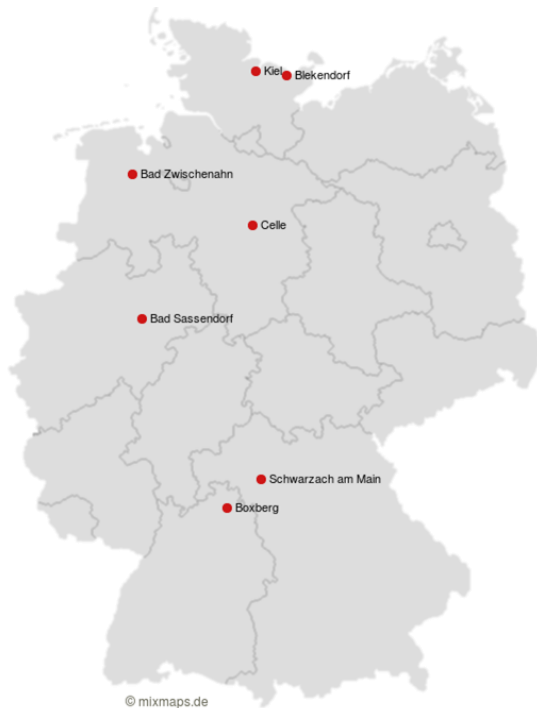 Kiel
Blekendorf
Bad Zwischenahn
Celle
Bad Sassendorf
Schwarzach am Main
Boxberg
© mixmaps.de